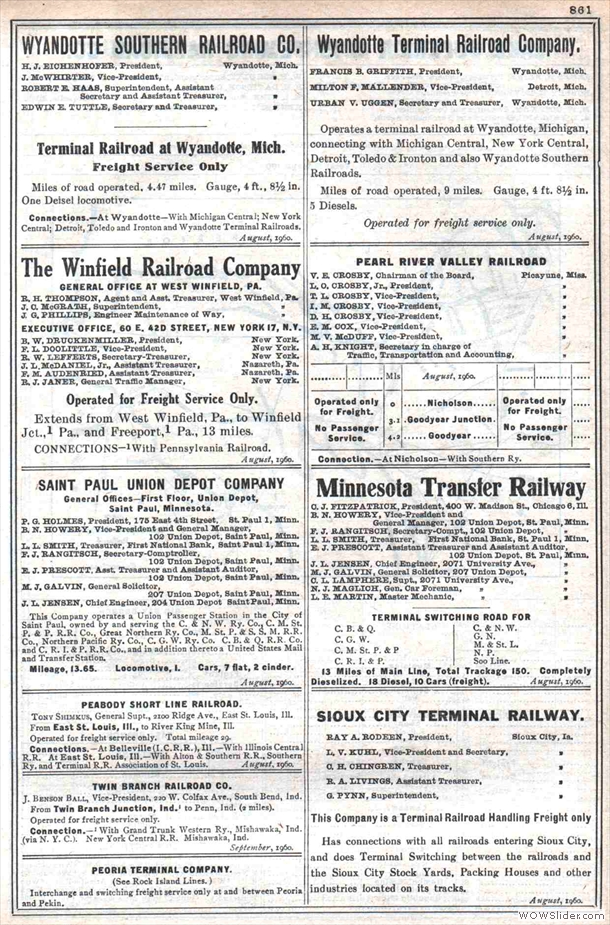 861
WYANDOTTE SOUTHERN RAILROAD CO.
H. J. EICHENHOFER, President, Wyandotte, Mich.
J. MCWHIRTER, Vice-President, "
ROBERT E. HAAS, Superintendent, Assistant
Secretary and Assistant Treasurer, "
EDWIN E. TUTTLE, Secretary and Treasurer, "
Terminal Railroad at Wyandotte, Mich.
Freight Service Only
Miles of road operated, 4.47 miles. Gauge, 4 ft., 8½ in.
One Deisel locomotive.
Connections.—At Wyandotte—With Michigan Central; New York
Central; Detroit, Toledo and Ironton and Wyandotte Terminal Railroads.
August, 1960.
The Winfield Railroad Company
GENERAL OFFICE AT WEST WINFIELD, PA.
R. H. THOMPSON, Agent and Asst. Treasurer, West Winfield, Pa.
J. C. McGRATH, Superintendent, "
J. G. PHILLIPS, Engineer Maintenance of Way, "
EXECUTIVE OFFICE, 60 E. 42D STREET, NEW YORK 17, N.Y.
B. W. DRUCKENMILLER, President, New York.
F. L. DOOLITTLE, Vice-President, New York.
R. W. LEFFERTS, Secretary-Treasurer, New York.
J. L. McDANIEL, Jr., Assistant Treasurer, Nazareth, Pa.
F. M. AUDENRIED, Assistant Treasurer, Nazareth, Pa.
R. J. JANER, General Traffic Manager, New York.
Operated for Freight Service Only.
Extends from West Winfield, Pa., to Winfield
Jct.,1 Pa., and Freeport,1 Pa., 13 miles.
CONNECTIONS—1With Pennsylvania Railroad.
August, 1960.
SAINT PAUL UNION DEPOT COMPANY
General Offices—First Floor, Union Depot,
Saint Paul, Minnesota.
P. G. HOLMES, President, 175 East 4th Street, St. Paul 1, Minn.
B. N. HOWERY, Vice-President and General Manager,
102 Union Depot, Saint Paul, Minn.
L. L. SMITH, Treasurer, First National Bank, Saint Paul 1, Minn.
F. J. RANGITSCH, Secretary-Comptroller,
102 Union Depot, Saint Paul, Minn.
E. J. PRESCOTT, Asst. Treasurer and Assistant Auditor,
102 Union Depot, Saint Paul, Minn.
M. J. GALVIN, General Solicitor,
207 Union Depot, Saint Paul, Minn.
J. L. JENSEN, Chief Engineer, 204 Union Depot Saint Paul, Minn.
This Company operates a Union Passenger Station in the City of
Saint Paul, owned by and serving the C. & N. W. Ry. Co., C. M. St.
P. & P. R.R. Co., Great Northern Ry. Co., M. St. P. & S. S. M. R.R.
Co., Northern Pacific Ry. Co., C. G. W. Ry. Co. C. B. & Q. R. R. Co.
and C. R. I. & P. R.R. Co., and in addition thereto a United States Mail
and Transfer Station.
Mileage, 13.65. Locomotive, 1. Cars, 7 flat, 2 cinder.
August, 1960.
PEABODY SHORT LINE RAILROAD.
TONY SHIMKUS, General Supt., 2100 Ridge Ave., East St. Louis, Ill.
From East St. Louis, Ill., to River King Mine, Ill.
Operated for freight service only. Total mileage 29.
Connections.—At Belleville (I.C.R.R.), Ill.—With Illinois Central
R.R. At East St. Louis, Ill.—With Alton & Southern R.R., Southern
Ry. and Terminal R.R. Association of St. Louis. August, 1960.
TWIN BRANCH RAILROAD CO.
J. BENSON BALL, Vice-President, 220 W. Colfax Ave., South Bend, Ind.
From Twin Branch Junction, Ind.1 to Penn, Ind. (2 miles).
Operated for freight service only.
Connection.—1 With Grand Trunk Western Ry., Mishawaka, Ind.
(via N. Y. C.). New York Central R.R. Mishawaka, Ind.
September, 1960.
PEORIA TERMINAL COMPANY.
(See Rock Island Lines.)
Interchange and switching freight service only at and between Peoria
and Pekin.
Wyandotte Terminal Railroad Company.
FRANCIS B. GRIFFITH, President, Wyandotte, Mich.
MILTON F. MALLENDER, Vice-President, Detroit, Mich.
URBAN V. UGGEN, Secretary and Treasurer, Wyandotte, Mich.
Operates a terminal railroad at Wyandotte, Michigan,
connecting with Michigan Central, New York Central,
Detroit, Toledo & Ironton and also Wyandotte Southern
Railroads.
Miles of road operated, 9 miles. Gauge, 4 ft. 8½ in.
5 Diesels.
Operated for freight service only.
August, 1960.
PEARL RIVER VALLEY RAILROAD
V. E. CROSBY, Chairman of the Board, Picayune, Miss.
L. O. CROSBY, Jr., President, "
T. L. CROSBY, Vice-President, "
I. M. CROSBY, Vice-President, "
D. H. CROSBY, Vice-President, "
E. M. COX, Vice-President, "
M. V. McDUFF, Vice-President, "
A. H. KNIGHT, Secretary in charge of
Traffic, Transportation and Accounting, "
Mls August, 1960.
Operated only for Freight. No Passenger Service.
0 ......Nicholson......
3.1 .Goodyear Junction.
4.2 ......Goodyear ......
Operated only for Freight. No Passenger Service.
Connection.—At Nicholson—With Southern Ry.
Minnesota Transfer Railway
C. J. FITZPATRICK, President, 400 W. Madison St., Chicago 6, Ill.
B. N. HOWERY, Vice-President and
General Manager, 102 Union Depot, St. Paul, Minn.
F. J. RANGITSCH, Secretary-Compt., 102 Union Depot, "
L. L. SMITH, Treasurer, First National Bank, St. Paul 1, Minn.
E. J. PRESCOTT, Assistant Treasurer and Assistant Auditor,
102 Union Depot, St. Paul, Minn.
J. L. JENSEN, Chief Engineer, 2071 University Ave., "
M. J. GALVIN, General Solicitor, 207 Union Depot, "
C. L. LAMPHERE, Supt., 2071 University Ave., "
N. J. MAGLICH, Gen. Car Foreman, " "
L. E. MARTIN, Master Mechanic, " "
TERMINAL SWITCHING ROAD FOR
C. B. & Q. C. & N. W.
C. G. W. G. N.
C. M. St. P. & P M. & St. L.
N. P.
C. R. I. & P. Soo Line.
13 Miles of Main Line, Total Trackage 150. Completely
Dieselized. 18 Diesel, 10 Cars (freight). August, 1960.
SIOUX CITY TERMINAL RAILWAY.
RAY A. RODEEN, President, Sioux City, Ia.
L. V. KUHL, Vice-President and Secretary, "
C. H. CHINGREN, Treasurer, "
R. A. LIVINGS, Assistant Treasurer, "
G. PYNN, Superintendent, "
This Company is a Terminal Railroad Handling Freight only
Has connections with all railroads entering Sioux City,
and does Terminal Switching between the railroads and
the Sioux City Stock Yards, Packing Houses and other
industries located on its tracks.
August, 1960.
WOWSlider.com